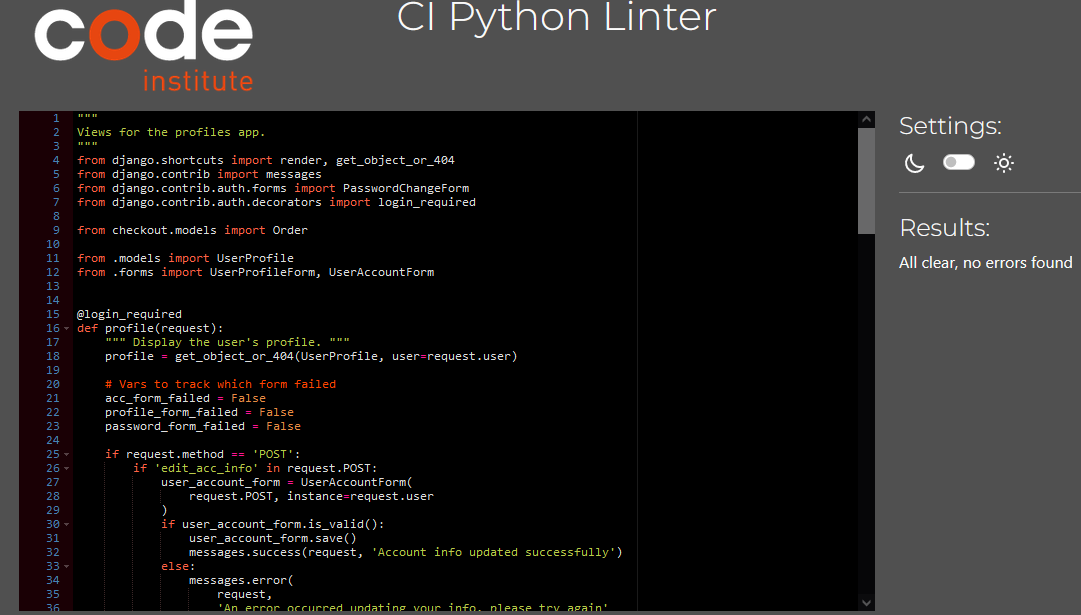 code
institute
CI Python Linter
1 """
2 Views for the profiles app.
3 """
4 from django.shortcuts import render, get_object_or_404
5 from django.contrib import messages
6 from django.contrib.auth.forms import PasswordChangeForm
7 from django.contrib.auth.decorators import login_required
8
9 from checkout.models import Order
10
11 from .models import UserProfile
12 from .forms import UserProfileForm, UserAccountForm
13
14
15 @login_required
16 def profile(request):
17 """ Display the user's profile. """
18 profile = get_object_or_404(UserProfile, user=request.user)
19
20 # Vars to track which form failed
21 acc_form_failed = False
22 profile_form_failed = False
23 password_form_failed = False
24
25 if request.method == 'POST':
26 if 'edit_acc_info' in request.POST:
27 user_account_form = UserAccountForm(
28 request.POST, instance=request.user
29 )
30 if user_account_form.is_valid():
31 user_account_form.save()
32 messages.success(request, 'Account info updated successfully')
33 else:
34 messages.error(
35 request,
36 'An error occurred updating your info, please try again'
Settings:
Results:
All clear, no errors found